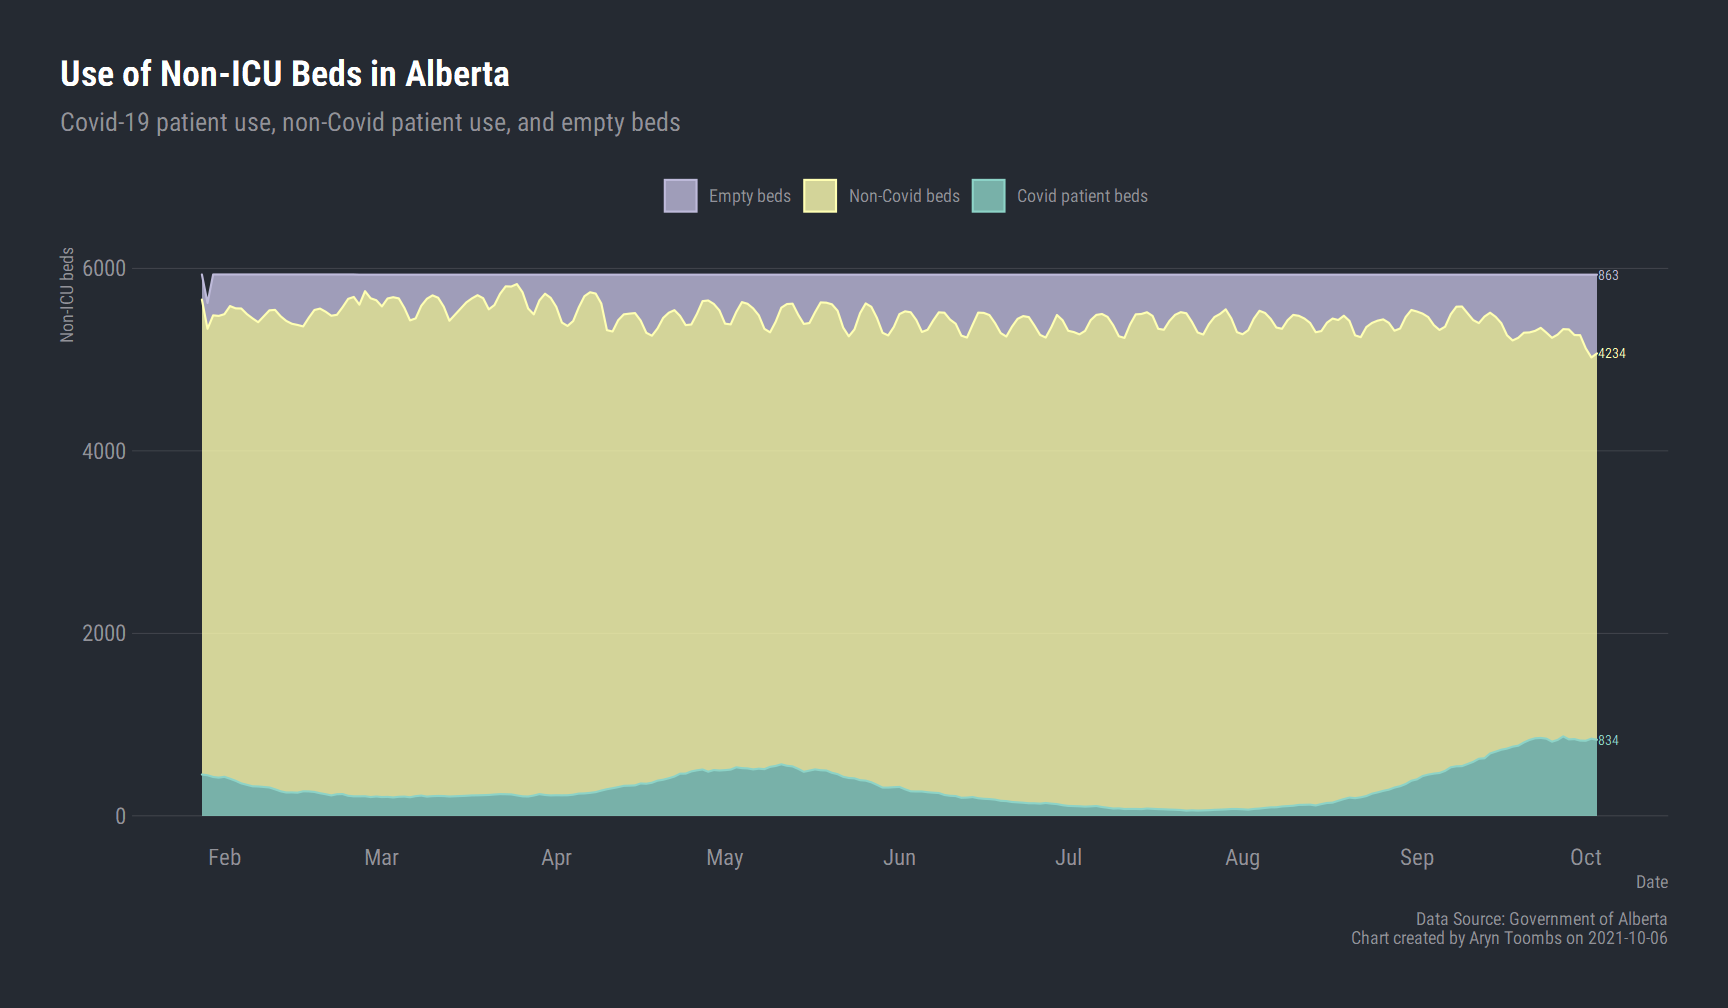 Use of Non-ICU Beds in Alberta
Covid-19 patient use, non-Covid patient use, and empty beds
Empty beds
Non-Covid beds
Covid patient beds
Non-ICU beds
6000
4000
2000
0
863
4234
834
Feb
Mar
Apr
May
Jun
Jul
Aug
Sep
Oct
Date
Data Source: Government of Alberta
Chart created by Aryn Toombs on 2021-10-06